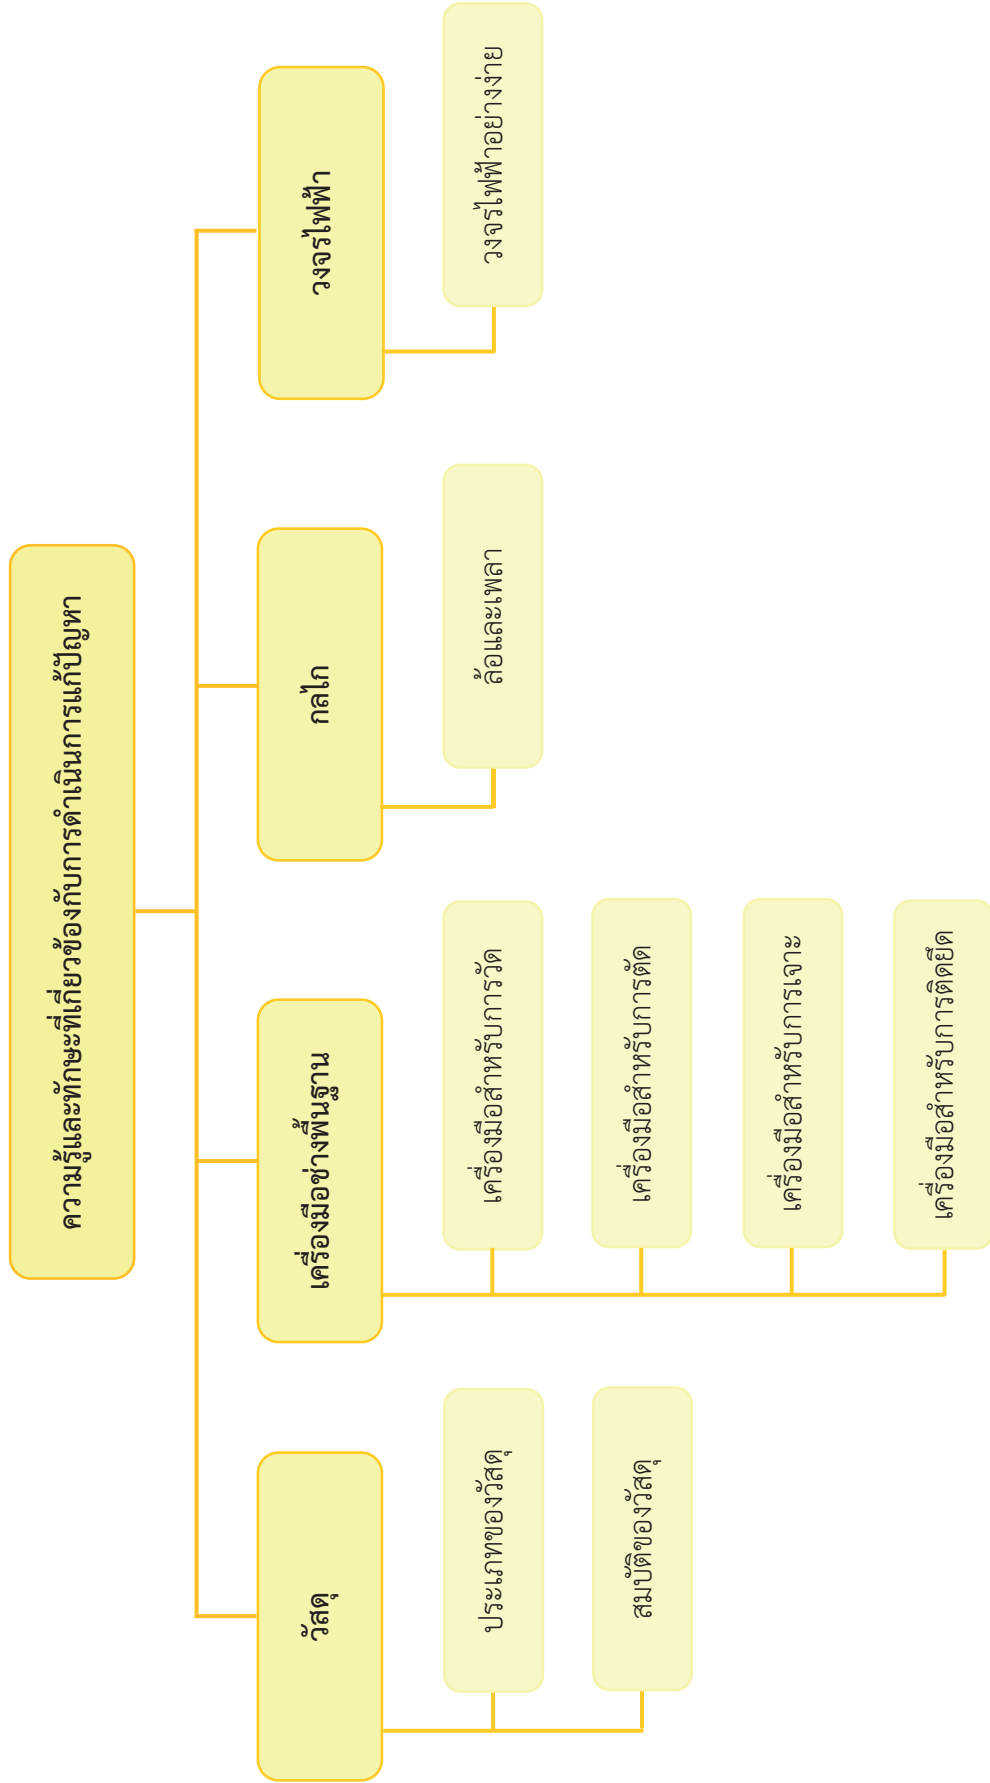 ความรู้และทักษะที่เกี่ยวข้องกับการดำเนินการแก้ปัญหา
วัสดุ
ประเภทของวัสดุ
สมบัติของวัสดุ
เครื่องมือช่างพื้นฐาน
เครื่องมือสำหรับการวัด
เครื่องมือสำหรับการตัด
เครื่องมือสำหรับการเจาะ
เครื่องมือสำหรับการติดยึด
กลไก
ล้อและเพลา
วงจรไฟฟ้า
วงจรไฟฟ้าอย่างง่าย